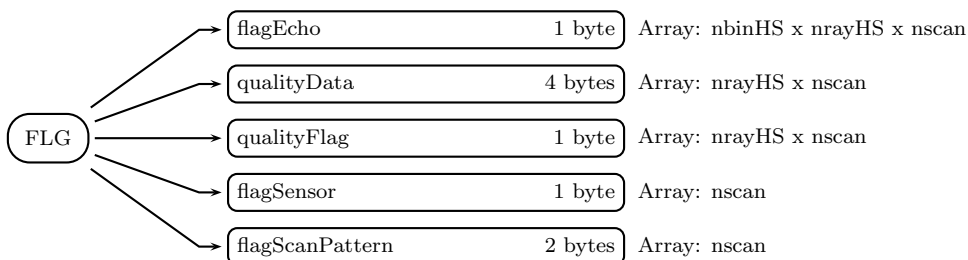 flagEcho 1 byte Array: nbinHS x nrayHS x nscan
qualityData 4 bytes Array: nrayHS x nscan
FLG qualityFlag 1 byte Array: nrayHS x nscan
flagSensor 1 byte Array: nscan
flagScanPattern 2 bytes Array: nscan